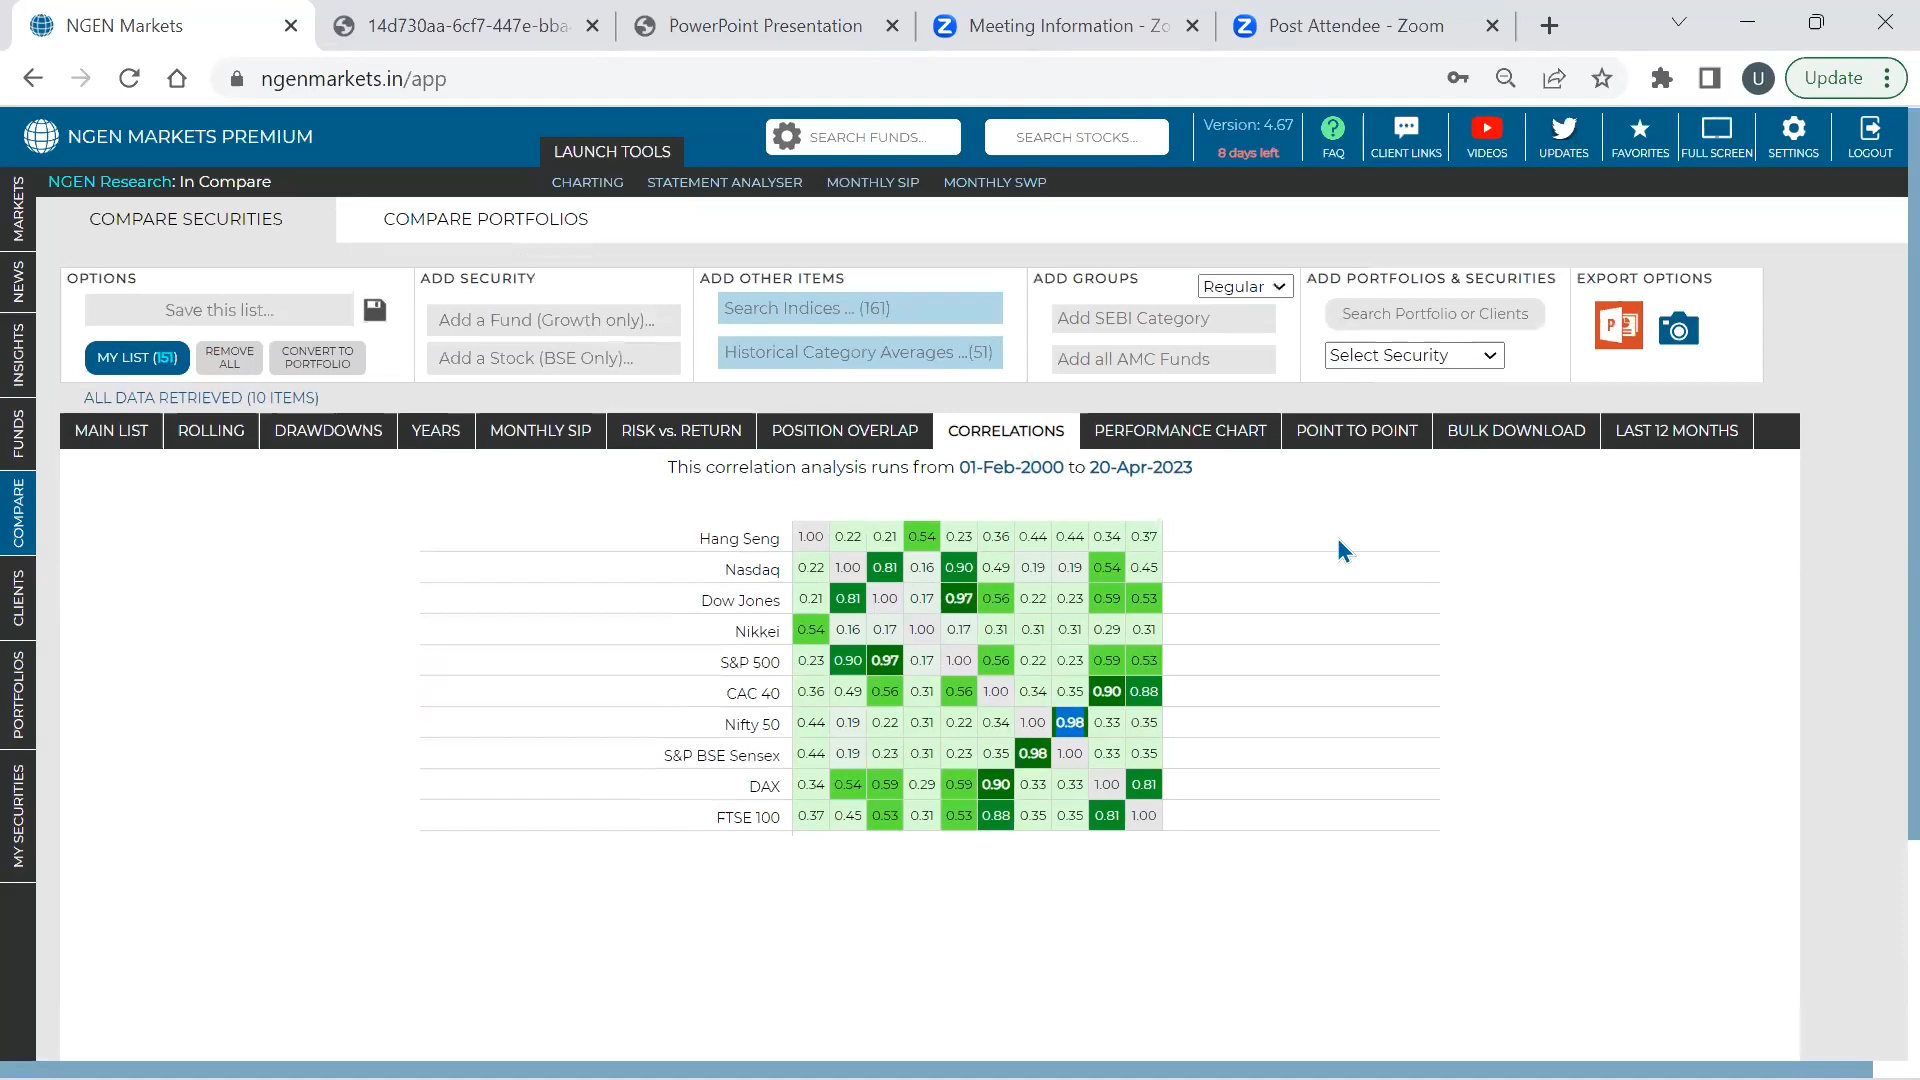 NGEN Markets
14d730aa-6cf7-447e-bba
PowerPoint Presentation
Meeting Information - Zo
Post Attendee - Zoom
ngenmarkets.in/app
U
Update
NGEN MARKETS PREMIUM
LAUNCH TOOLS
SEARCH FUNDS...
SEARCH STOCKS...
Version: 4.67
8 days left
FAQ
CLIENT LINKS
VIDEOS
UPDATES
FAVORITES
FULL SCREEN
SETTINGS
LOGOUT
NGEN Research: In Compare
CHARTING STATEMENT ANALYSER MONTHLY SIP MONTHLY SWP
MARKETS
NEWS
INSIGHTS
FUNDS
COMPARE
CLIENTS
PORTFOLIOS
MY SECURITIES
COMPARE SECURITIES
COMPARE PORTFOLIOS
OPTIONS
Save this list...
MY LIST (151)
REMOVE
ALL
CONVERT TO
PORTFOLIO
ADD SECURITY
Add a Fund (Growth only)...
Add a Stock (BSE Only)...
ADD OTHER ITEMS
Search Indices ... (161)
Historical Category Averages ...(51)
ADD GROUPS
Regular
Add SEBI Category
Add all AMC Funds
ADD PORTFOLIOS & SECURITIES
Search Portfolio or Clients
Select Security
EXPORT OPTIONS
ALL DATA RETRIEVED (10 ITEMS)
MAIN LIST ROLLING DRAWDOWNS YEARS MONTHLY SIP RISK vs. RETURN POSITION OVERLAP CORRELATIONS PERFORMANCE CHART POINT TO POINT BULK DOWNLOAD LAST 12 MONTHS
This correlation analysis runs from 01-Feb-2000 to 20-Apr-2023
Hang Seng 1.00 0.22 0.21 0.54 0.23 0.36 0.44 0.44 0.34 0.37
Nasdaq 0.22 1.00 0.81 0.16 0.90 0.49 0.19 0.19 0.54 0.45
Dow Jones 0.21 0.81 1.00 0.17 0.97 0.56 0.22 0.23 0.59 0.53
Nikkei 0.54 0.16 0.17 1.00 0.17 0.31 0.31 0.31 0.29 0.31
S&P 500 0.23 0.90 0.97 0.17 1.00 0.56 0.22 0.23 0.59 0.53
CAC 40 0.36 0.49 0.56 0.31 0.56 1.00 0.34 0.35 0.90 0.88
Nifty 50 0.44 0.19 0.22 0.31 0.22 0.34 1.00 0.98 0.33 0.35
S&P BSE Sensex 0.44 0.19 0.23 0.31 0.23 0.35 0.98 1.00 0.33 0.35
DAX 0.34 0.54 0.59 0.29 0.59 0.90 0.33 0.33 1.00 0.81
FTSE 100 0.37 0.45 0.53 0.31 0.53 0.88 0.35 0.35 0.81 1.00